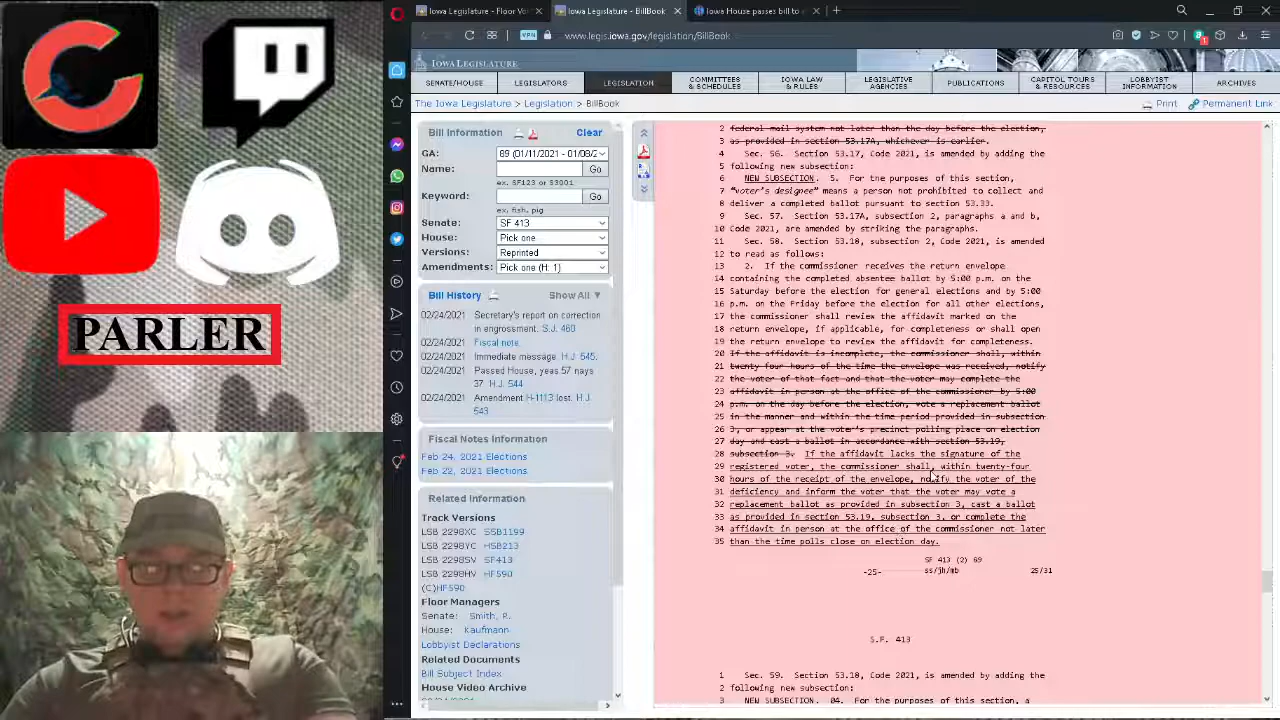 PARLER
Iowa Legislature - Floor Vo
Iowa Legislature - BillBook
Iowa House passes bill to
VPN
www.legis.iowa.gov/legislation/BillBook
IOWA LEGISLATURE
SENATE/HOUSE
LEGISLATORS
LEGISLATION
COMMITTEES & SCHEDULES
IOWA LAW & RULES
LEGISLATIVE AGENCIES
PUBLICATIONS
CAPITOL TOURS & RESOURCES
LOBBYIST INFORMATION
ARCHIVES
The Iowa Legislature > Legislation > BillBook
Print
Permanent Link
Bill Information
Clear
GA:
Name:
Go
ex. SF123 or 3300
Keyword:
Go
ex. fish, pig
Senate: SF 413
House: Pick one
Versions: Reprinted
Amendments: Pick one (H: 1)
Bill History
Show All ▼
02/24/2021 Secretary's report on correction
in engrossment. S.J. 460
02/24/2021 Fiscal note.
02/24/2021 Immediate message. H.J. 545.
02/24/2021 Passed House, yeas 57 nays
. H.J. 544
02/24/2021 Amendment H-1113 lost. H.J.
543
Fiscal Notes Information
Feb 24, 2021 Elections
Feb 22, 2021 Elections
Related Information
Track Versions
LSB 1299XC SSB1199
LSB 2298YC HSB213
LSB 2298SV SF413
LSB 2298HV HF590
(C)HF590
Floor Managers
Senate: Smith, R.
House: Kaufmann
Lobbyist Declarations
Related Documents
Bill Subject Index
House Video Archive
2 federal mail system not later than the day before the election,
3 as provided in section 53.17A, whichever is earlier.
4 Sec. 56. Section 53.17, Code 2021, is amended by adding the
5 following new subsection:
6 NEW SUBSECTION. 5. For the purposes of this section,
7 "voter's designee" means a person not prohibited to collect and
8 deliver a completed ballot pursuant to section 53.33.
9 Sec. 57. Section 53.17A, subsection 2, paragraphs a and b,
10 Code 2021, are amended by striking the paragraphs.
11 Sec. 58. Section 53.18, subsection 2, Code 2021, is amended
12 to read as follows:
13 2. If the commissioner receives the return envelope
14 containing the completed absentee ballot by 5:00 p.m. on the
15 Saturday before the election for general elections and by 5:00
16 p.m. on the Friday before the election for all other elections,
17 the commissioner shall review the affidavit marked on the
18 return envelope, if applicable, for completeness or shall open
19 the return envelope to review the affidavit for completeness.
20 If the affidavit is incomplete, the commissioner shall, within
21 twenty-four hours of the time the envelope was received, notify
22 the voter of that fact and that the voter may complete the
23 affidavit in person at the office of the commissioner by 5:00
24 p.m. on the day before the election, vote a replacement ballot
25 in the manner and within the time period provided in subsection
26 3, or appear at the voter's precinct polling place on election
27 day and cast a ballot in accordance with section 53.19,
28 subsection 3. If the affidavit lacks the signature of the
29 registered voter, the commissioner shall, within twenty-four
30 hours of the receipt of the envelope, notify the voter of the
31 deficiency and inform the voter that the voter may vote a
32 replacement ballot as provided in subsection 3, cast a ballot
33 as provided in section 53.19, subsection 3, or complete the
34 affidavit in person at the office of the commissioner not later
35 than the time polls close on election day.
SF 413 (2) 89
-25- ss/jh/mb 25/31
S.F. 413
1 Sec. 59. Section 53.18, Code 2021, is amended by adding the
2 following new subsection:
3 NEW SUBSECTION. For the purposes of this section, a